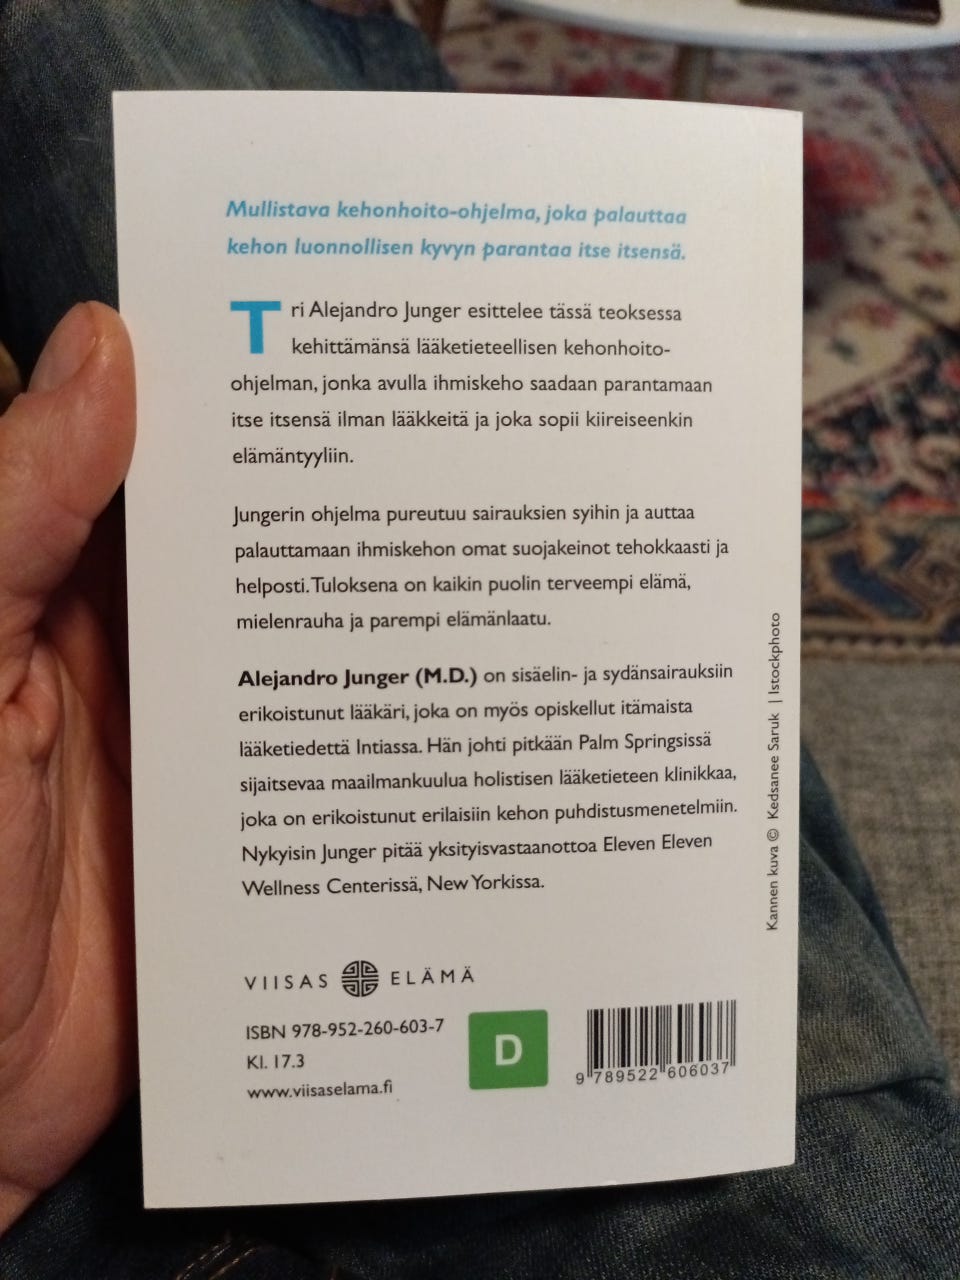 Mullistava kehonhoito-ohjelma, joka palauttaa
kehon luonnollisen kyvyn parantaa itse itsensä.
Tri Alejandro Junger esittelee tässä teoksessa
kehittämänsä lääketieteellisen kehonhoito-
ohjelman, jonka avulla ihmiskeho saadaan parantamaan
itse itsensä ilman lääkkeitä ja joka sopii kiireiseenkin
elämäntyyliin.
Jungerin ohjelma pureutuu sairauksien syihin ja auttaa
palauttamaan ihmiskehon omat suojakeinot tehokkaasti ja
helposti. Tuloksena on kaikin puolin terveempi elämä,
mielenrauha ja parempi elämänlaatu.
Alejandro Junger (M.D.) on sisäelin- ja sydänsairauksiin
erikoistunut lääkäri, joka on myös opiskellut itämaista
lääketiedettä Intiassa. Hän johti pitkään Palm Springsissä
sijaitsevaa maailmankuulua holistisen lääketieteen klinikkaa,
joka on erikoistunut erilaisiin kehon puhdistusmenetelmiin.
Nykyisin Junger pitää yksityisvastaanottoa Eleven Eleven
Wellness Centerissä, New Yorkissa.
Kannen kuva © Kedsanee Saruk | Istockphoto
VIISAS ELÄMÄ
ISBN 978-952-260-603-7
Kl. 17.3
www.viisaselama.fi
D
9 789522 606037